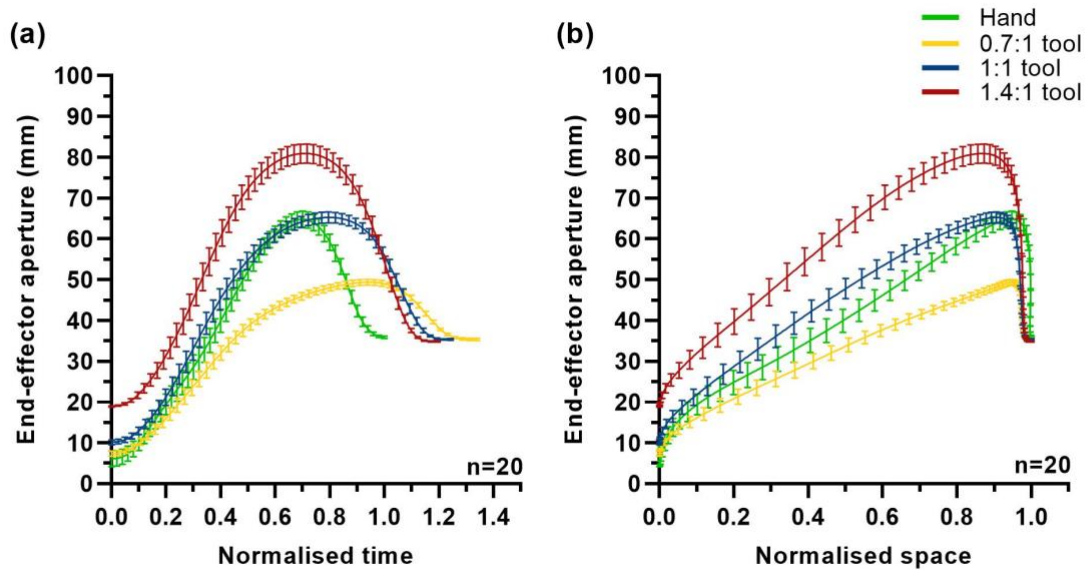 (a)
End-effector aperture (mm)
100
90
80
70
60
50
40
30
20
10
0
0.0 0.2 0.4 0.6 0.8 1.0 1.2 1.4
Normalised time
n=20
(b)
Hand
0.7:1 tool
1:1 tool
1.4:1 tool
End-effector aperture (mm)
100
90
80
70
60
50
40
30
20
10
0
0.0 0.2 0.4 0.6 0.8 1.0
Normalised space
n=20